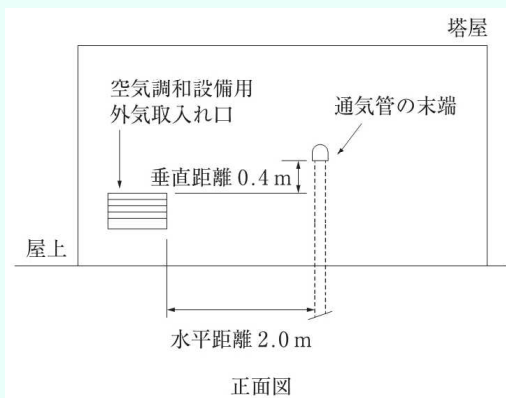 塔屋
空気調和設備用
外気取入れ口
通気管の末端
垂直距離 0.4 m
屋上
水平距離 2.0 m
正面図